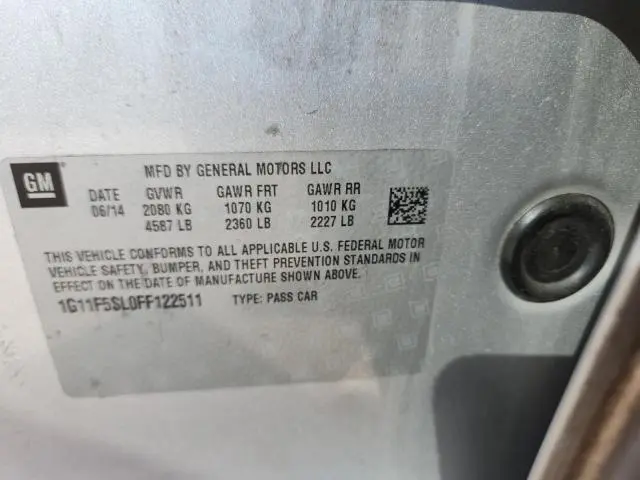 GM
MFD BY GENERAL MOTORS LLC
DATE GVWR GAWR FRT GAWR RR
06/14 2080 KG 1070 KG 1010 KG
4587 LB 2360 LB 2227 LB
THIS VEHICLE CONFORMS TO ALL APPLICABLE U.S. FEDERAL MOTOR
VEHICLE SAFETY, BUMPER, AND THEFT PREVENTION STANDARDS IN
EFFECT ON THE DATE OF MANUFACTURE SHOWN ABOVE.
1G11F5SL0FF122511 TYPE: PASS CAR